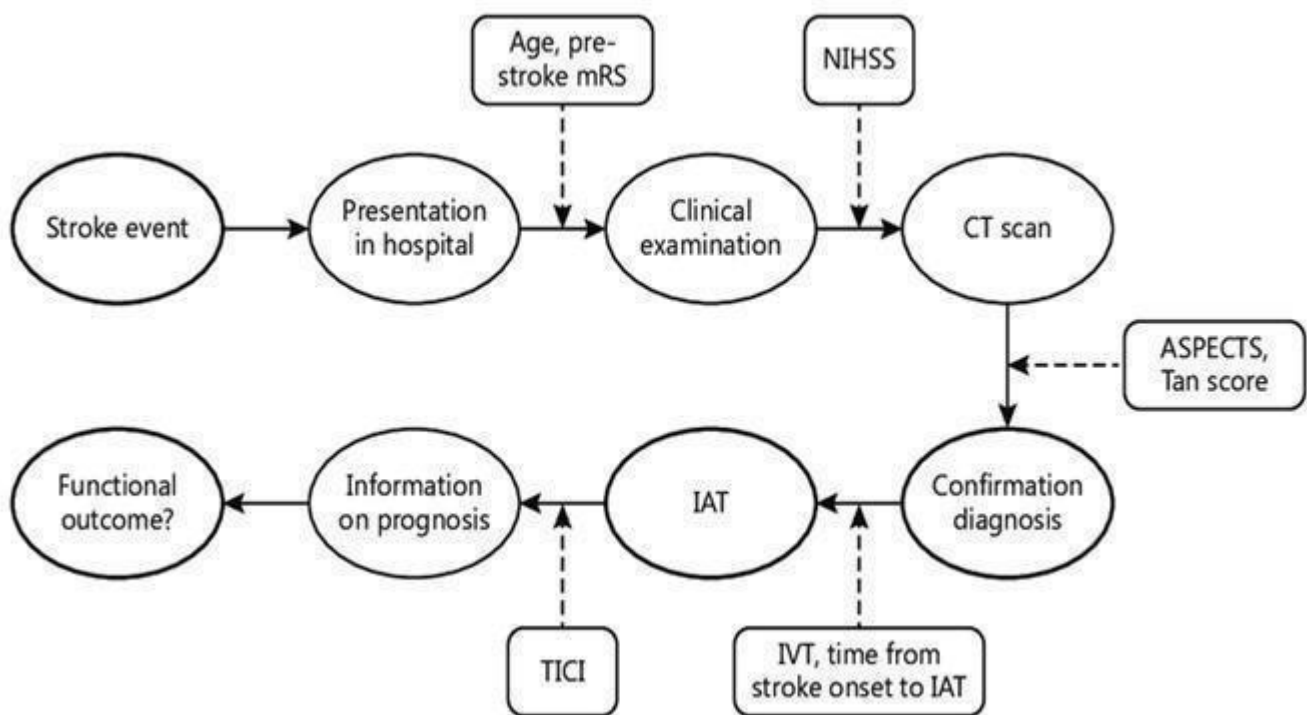 Age, pre-
stroke mRS
NIHSS
Stroke event
Presentation
in hospital
Clinical
examination
CT scan
ASPECTS,
Tan score
Functional
outcome?
Information
on prognosis
IAT
Confirmation
diagnosis
TICI
IVT, time from
stroke onset to IAT